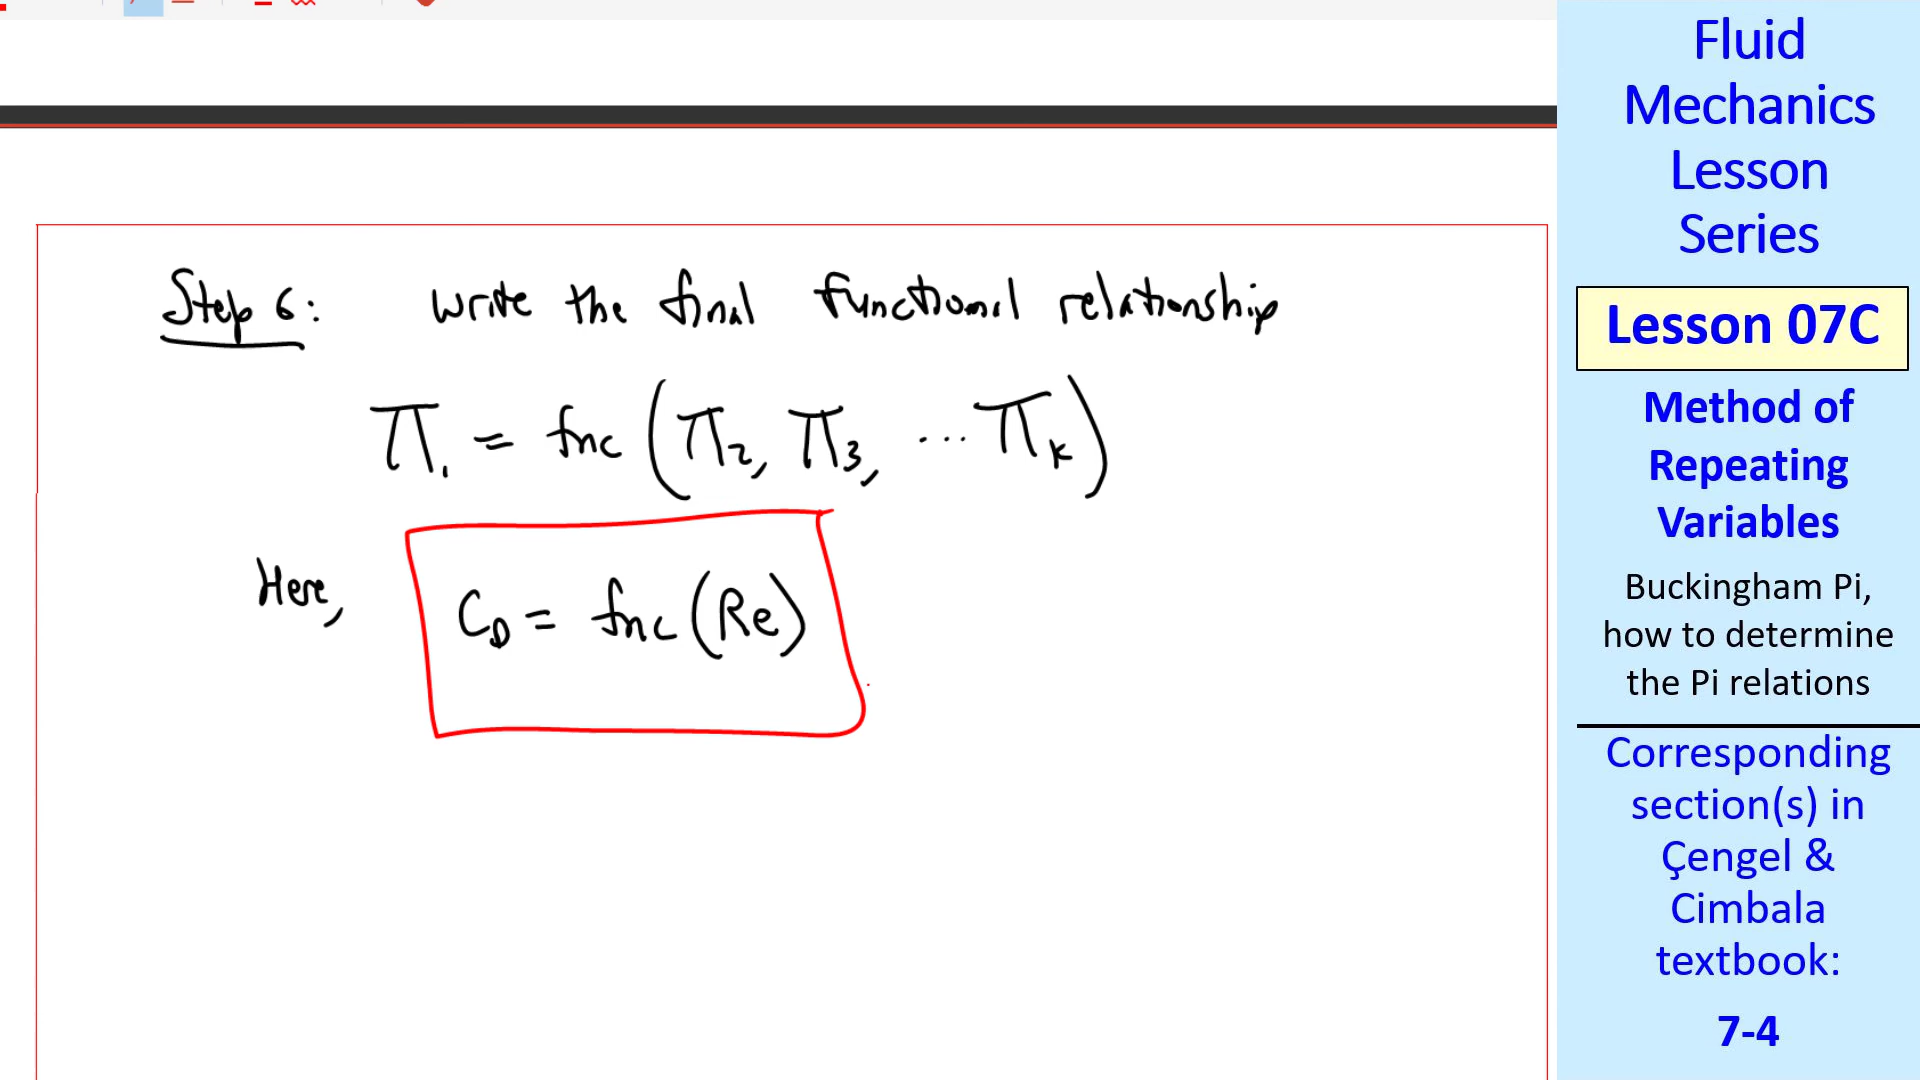 Step 6: Write the final functional relationship
Π₁ = fnc (Π₂, Π₃, ... Πₖ)
Here, C_D = fnc (Re)
Fluid
Mechanics
Lesson
Series
Lesson 07C
Method of
Repeating
Variables
Buckingham Pi,
how to determine
the Pi relations
Corresponding
section(s) in
Çengel &
Cimbala
textbook:
7-4